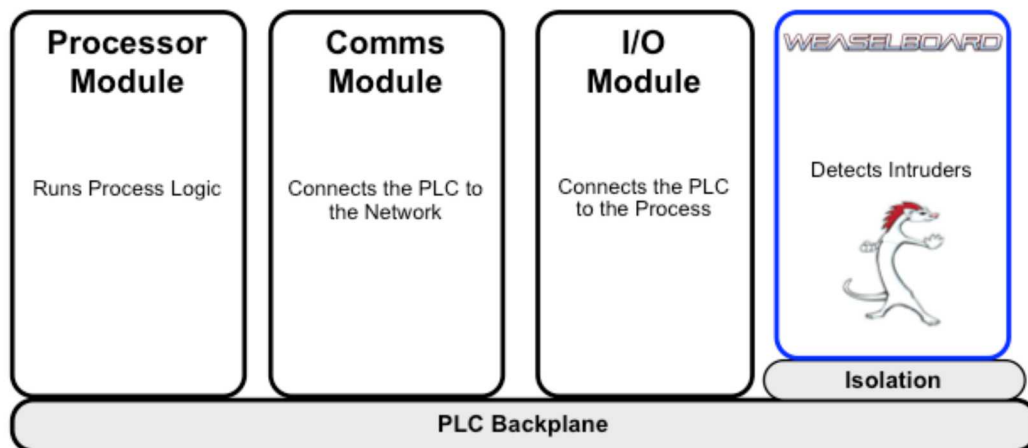 Processor
Module
Runs Process Logic
Comms
Module
Connects the PLC to
the Network
I/O
Module
Connects the PLC
to the Process
WEASELBOARD
Detects Intruders
Isolation
PLC Backplane